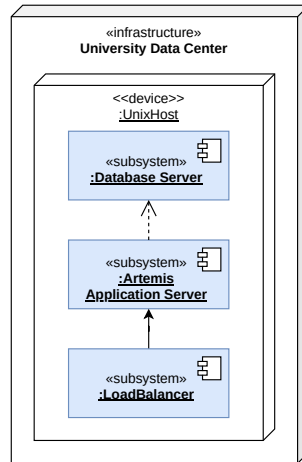 «infrastructure»
University Data Center
<<device>>
:UnixHost
«subsystem»
:Database Server
«subsystem»
:Artemis
Application Server
«subsystem»
:LoadBalancer